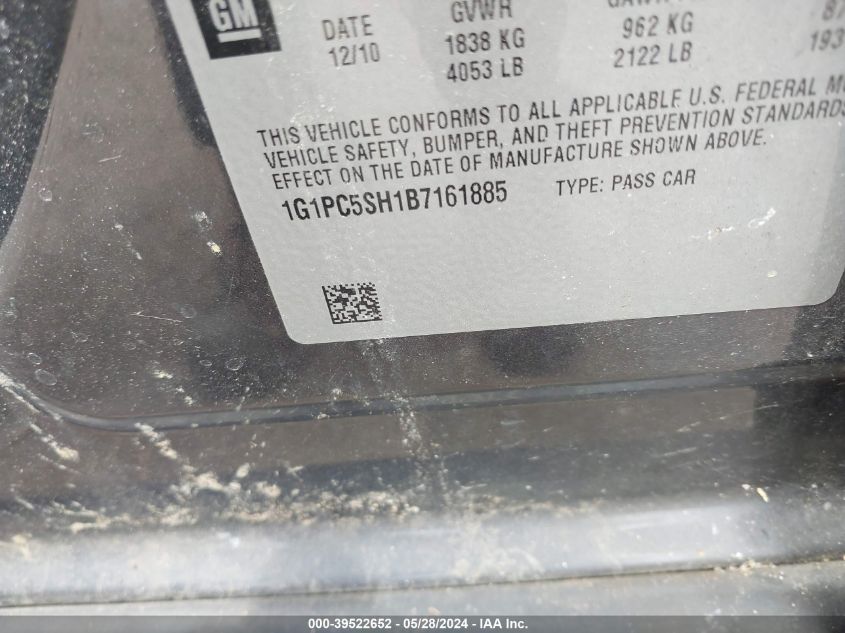 GM
DATE GVWR
12/10 1838 KG 962 KG
4053 LB 2122 LB
THIS VEHICLE CONFORMS TO ALL APPLICABLE U.S. FEDERAL
VEHICLE SAFETY, BUMPER, AND THEFT PREVENTION STANDARDS
EFFECT ON THE DATE OF MANUFACTURE SHOWN ABOVE.
1G1PC5SH1B7161885 TYPE: PASS CAR
000-39522652 - 05/28/2024 - IAA Inc.